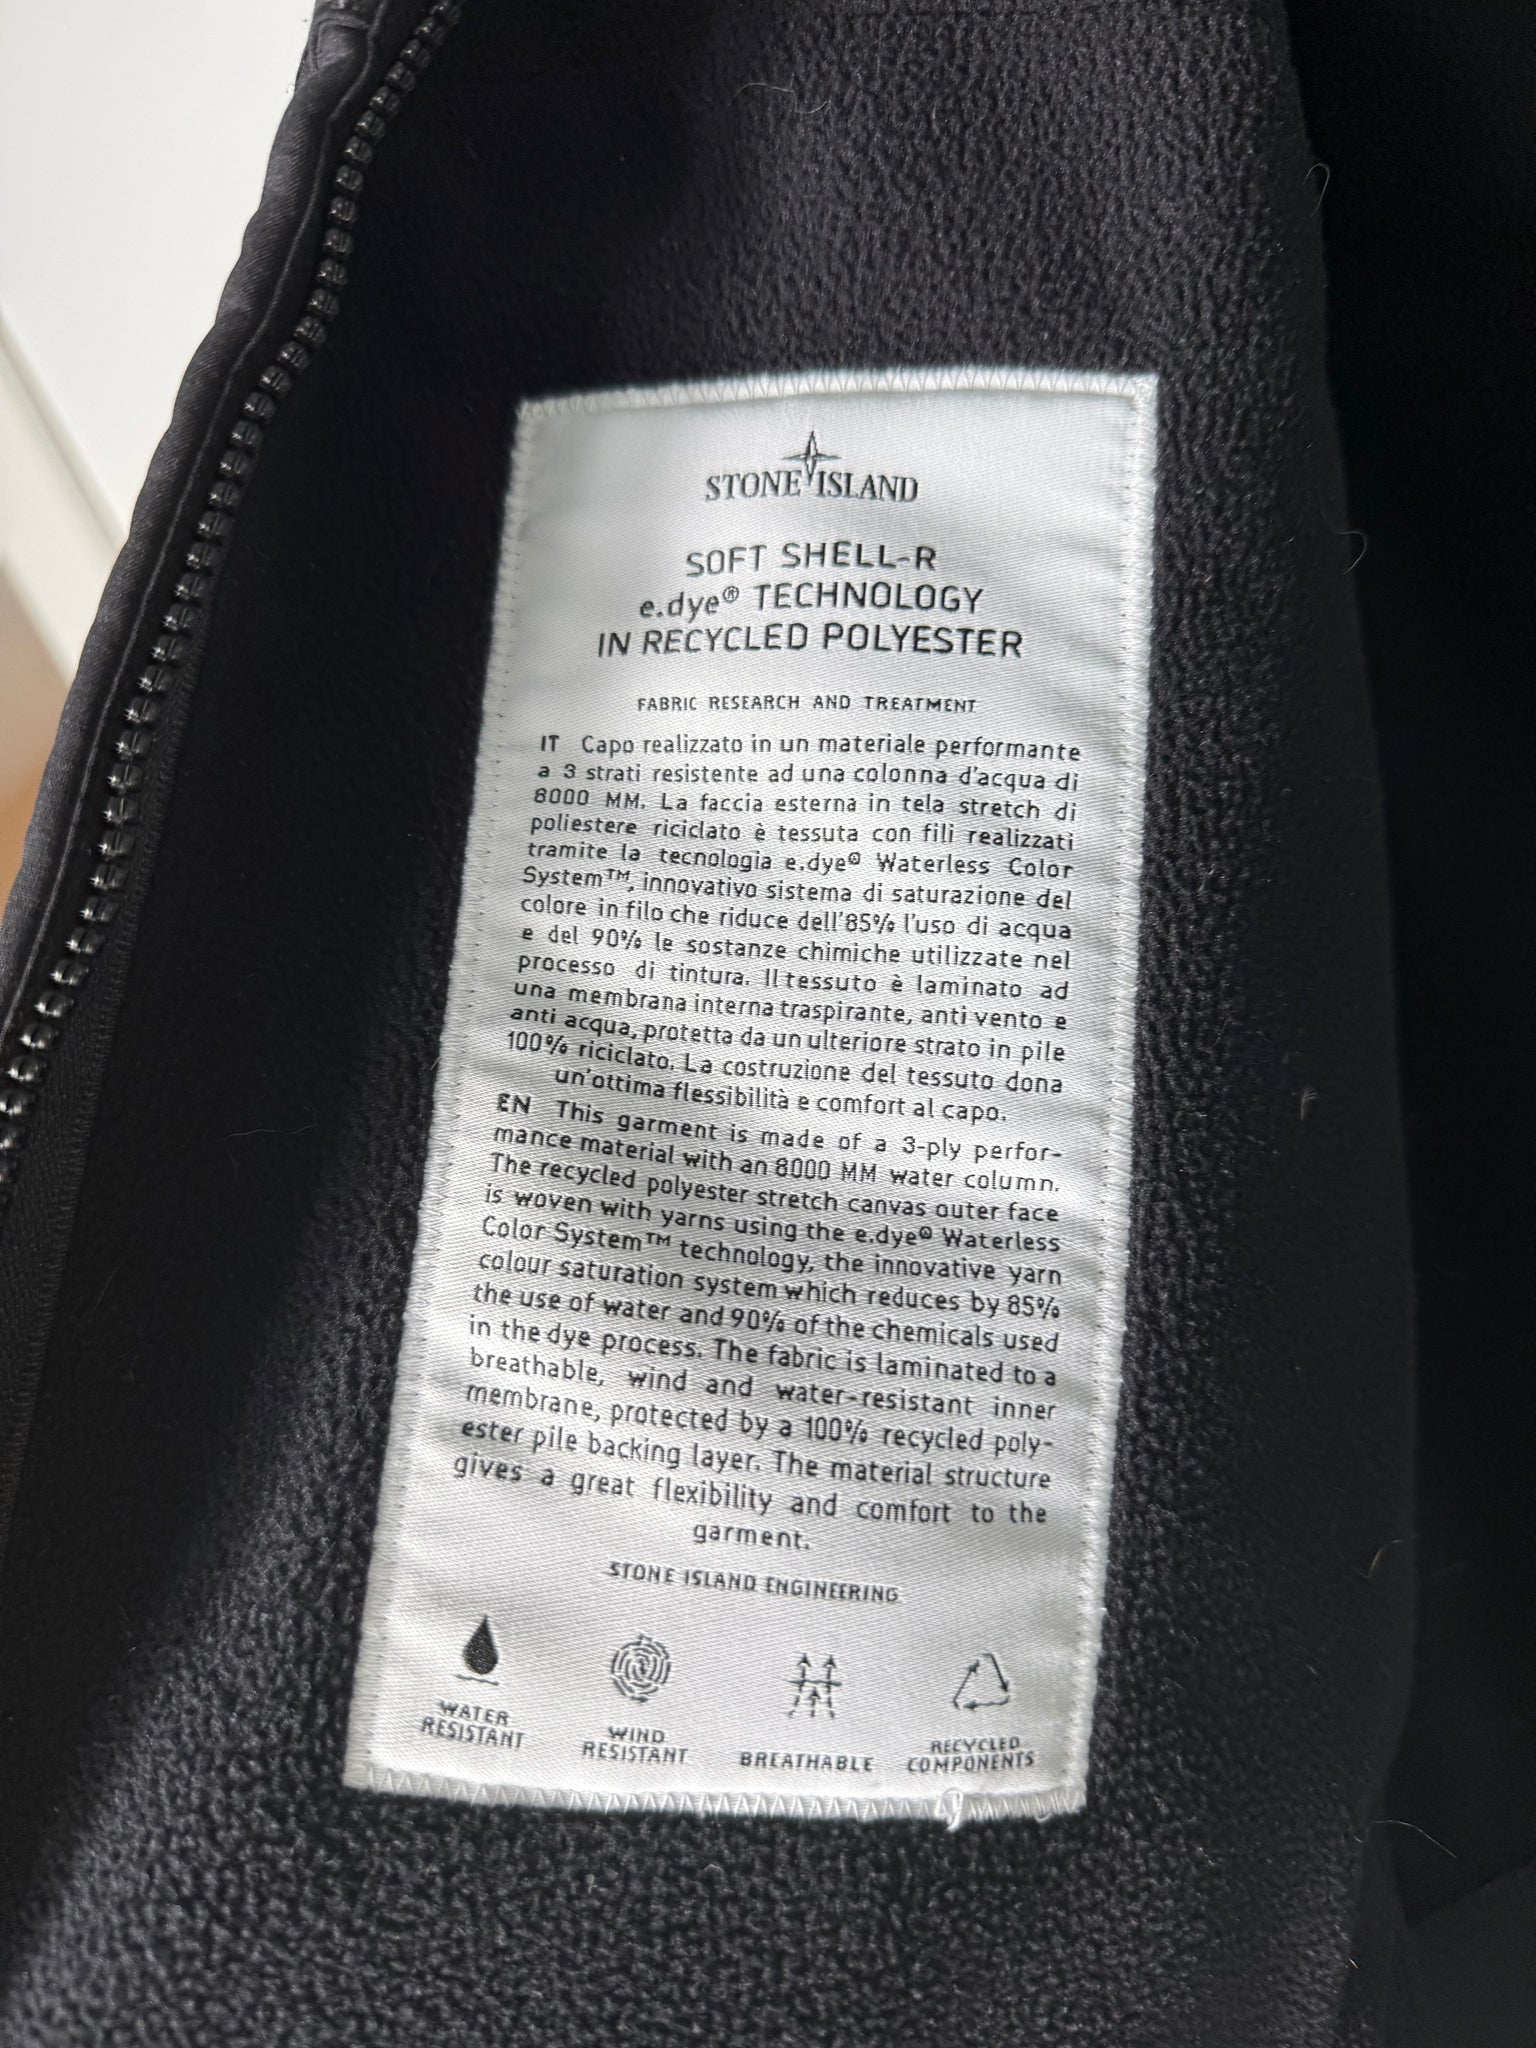 STONE ISLAND
SOFT SHELL-R
e.dye® TECHNOLOGY
IN RECYCLED POLYESTER
FABRIC RESEARCH AND TREATMENT
IT Capo realizzato in un materiale performante
a 3 strati resistente ad una colonna d'acqua di
8000 MM. La faccia esterna in tela stretch di
poliestere riciclato è tessuta con fili realizzati
tramite la tecnologia e.dye® Waterless Color
System™, innovativo sistema di saturazione del
colore in filo che riduce dell'85% l'uso di acqua
e del 90% le sostanze chimiche utilizzate nel
processo di tintura. Il tessuto è laminato ad
una membrana interna traspirante, anti vento e
anti acqua, protetta da un ulteriore strato in pile
100% riciclato. La costruzione del tessuto dona
un'ottima flessibilità e comfort al capo.
EN This garment is made of a 3-ply perfor-
mance material with an 8000 MM water column.
The recycled polyester stretch canvas outer face
is woven with yarns using the e.dye® Waterless
Color System™ technology, the innovative yarn
colour saturation system which reduces by 85%
the use of water and 90% of the chemicals used
in the dye process. The fabric is laminated to a
breathable, wind and water-resistant inner
membrane, protected by a 100% recycled poly-
ester pile backing layer. The material structure
gives a great flexibility and comfort to the
garment.
STONE ISLAND ENGINEERING
WATER
RESISTANT
WIND
RESISTANT
BREATHABLE
RECYCLED
COMPONENTS